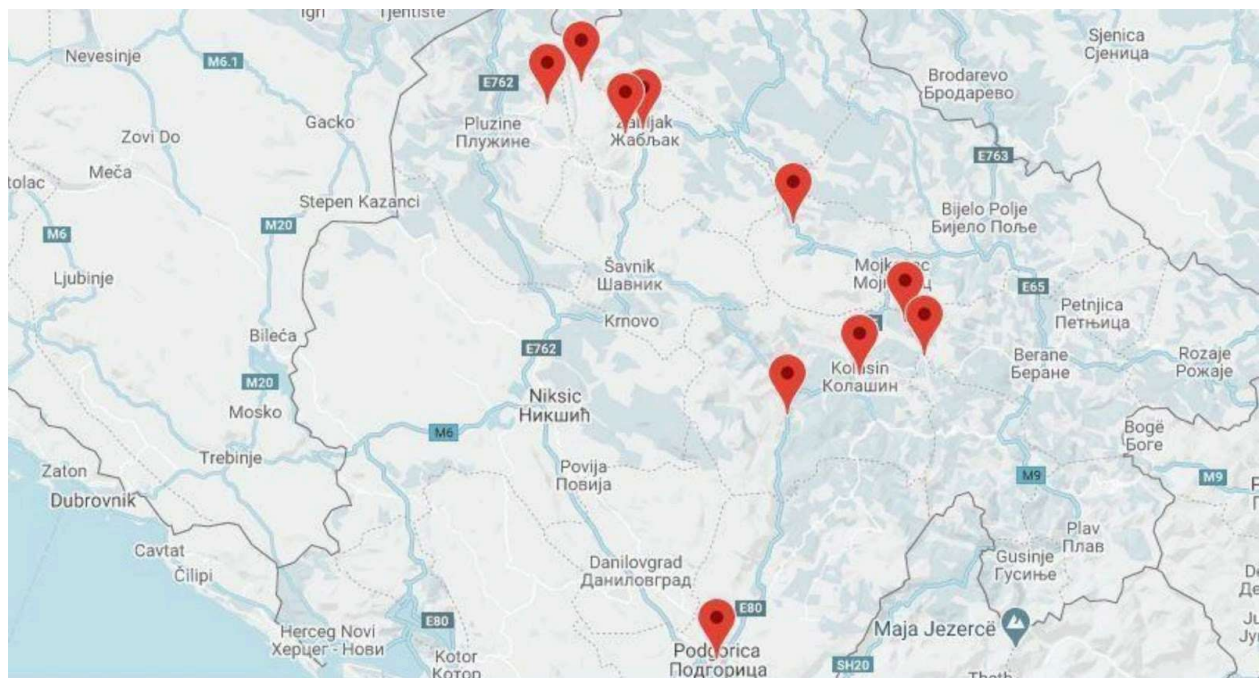 Igri
Tjentište
Nevesinje
M6.1
E762
Sjenica
Сјеница
Brodarevo
Бродарево
Zovi Do
Gacko
Pluzine
Плужине
Жабљак
E763
Meča
Stepen Kazanci
M6
M20
Bijelo Polje
Бијело Поље
Ljubinje
Šavnik
Шавник
E65
Petnjica
Петњица
Bileća
Krnovo
E762
Berane
Беране
Rozaje
Рожаје
M20
Колашин
Mosko
Niksic
Никшић
M6
Bogë
Боге
Trebinje
Zaton
Dubrovnik
Povija
Повија
M9
M9
Plav
Плав
Cavtat
Čilipi
Danilovgrad
Даниловград
Gusinje
Гусиње
E80
E80
Herceg Novi
Херцег - Нови
Maja Jezercë
Kotor
Котор
Podgorica
Подгорица
SH20